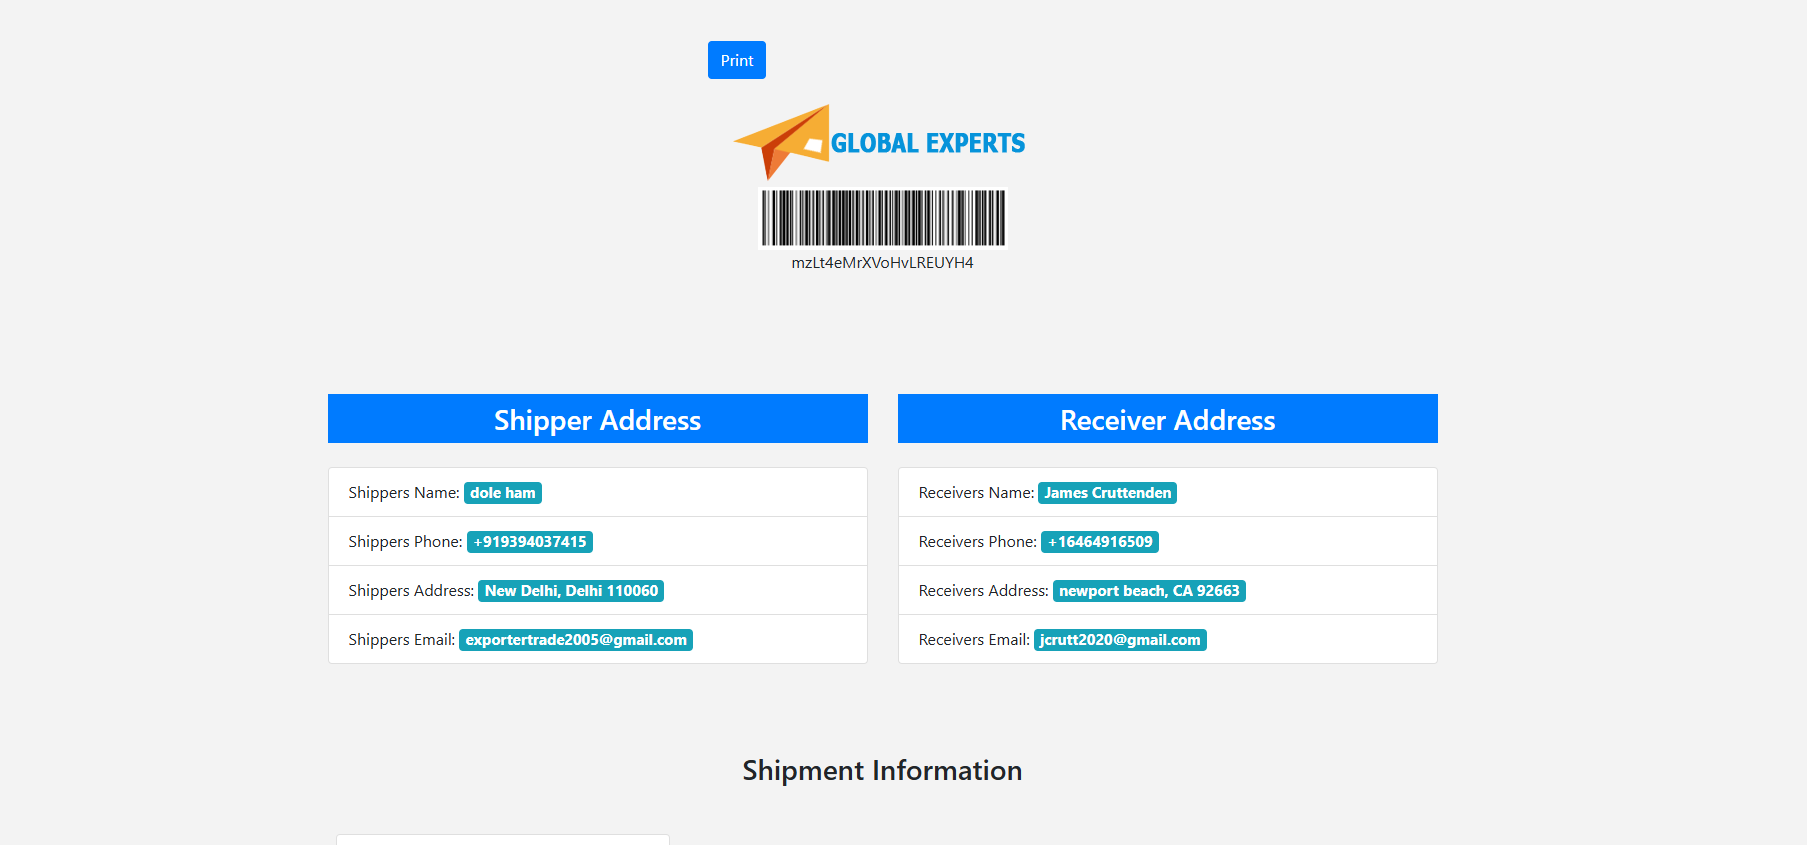 Print
GLOBAL EXPERTS
mzLt4eMrXVoHvLREUYH4
Shipper Address
Shippers Name: dole ham
Shippers Phone: +919394037415
Shippers Address: New Delhi, Delhi 110060
Shippers Email: exportertrade2005@gmail.com
Receiver Address
Receivers Name: James Cruttenden
Receivers Phone: +16464916509
Receivers Address: newport beach, CA 92663
Receivers Email: jcrutt2020@gmail.com
Shipment Information